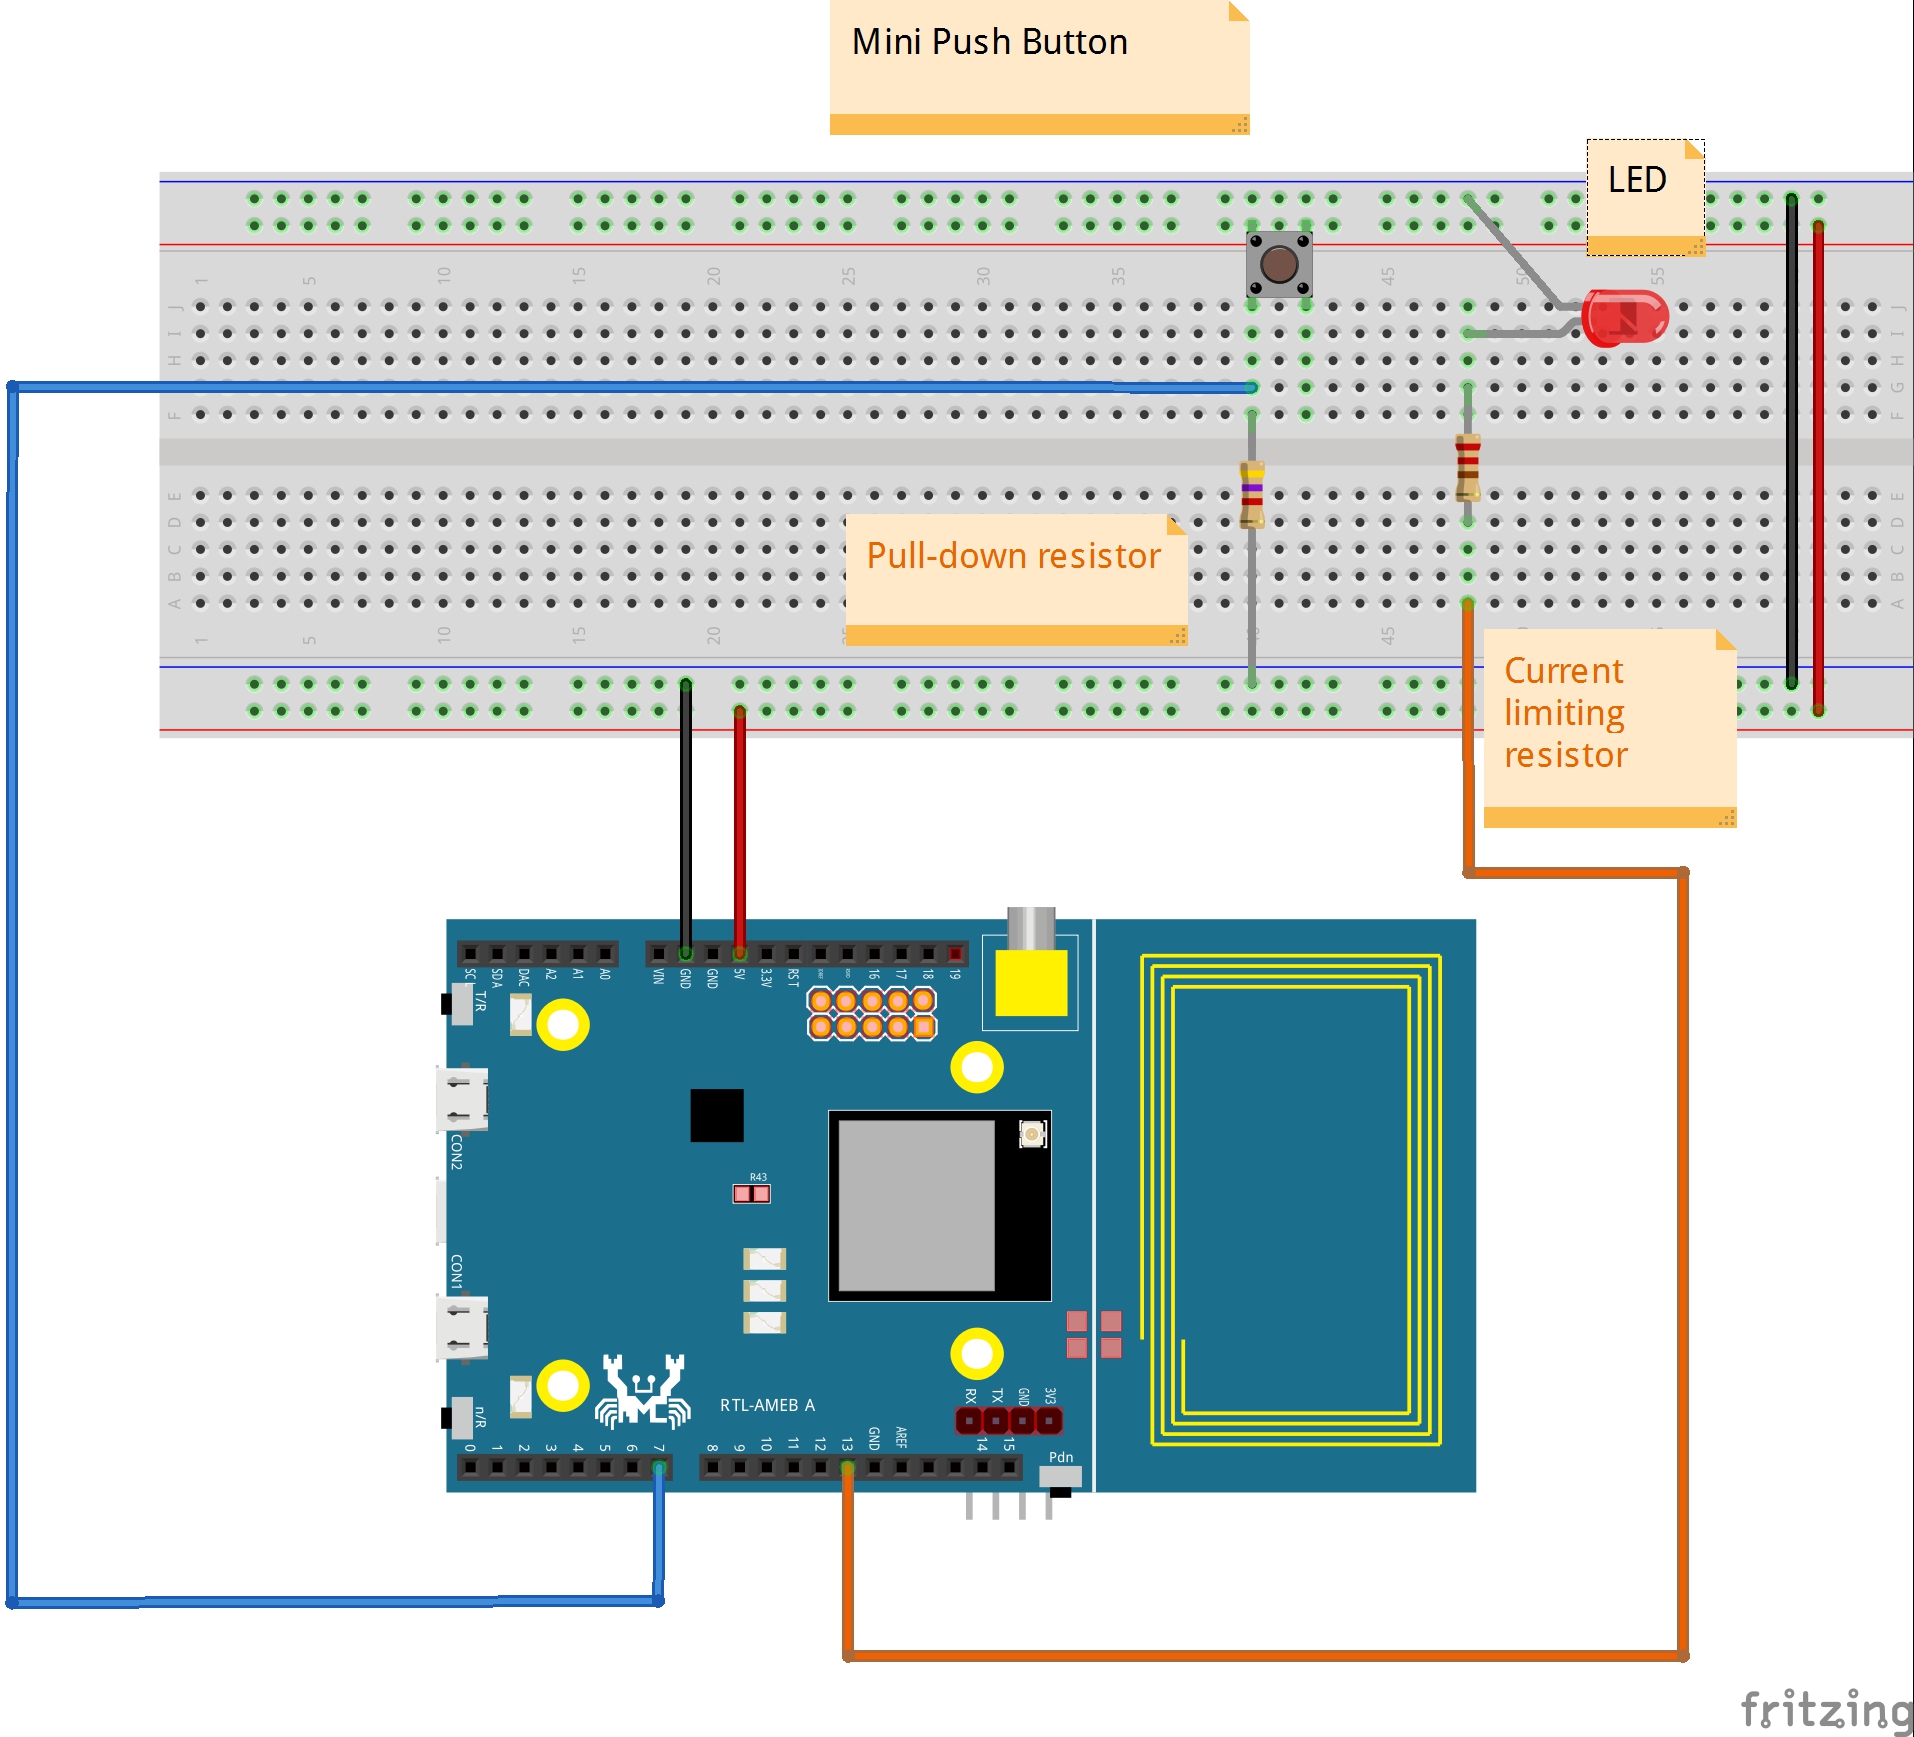 Mini Push Button
LED
1 5 10 15 20 25 30 35 45 55
J J
I I
H H
G
F F
E E
D D
C C
B B
A A
Pull-down resistor
1 5 10 15 20 45
Current
limiting
resistor
SCL SDA DAC A2 A1 A0 VIN GND GND 5V 3.3V RST 16 17 18 19
T/R
CON2
R43
CON1
RTL-AMEB A
RX TX GND 3V3
n/R
0 1 2 3 4 5 6 7 8 9 10 11 12 13 GND AREF 14 15
Pdn
fritzing